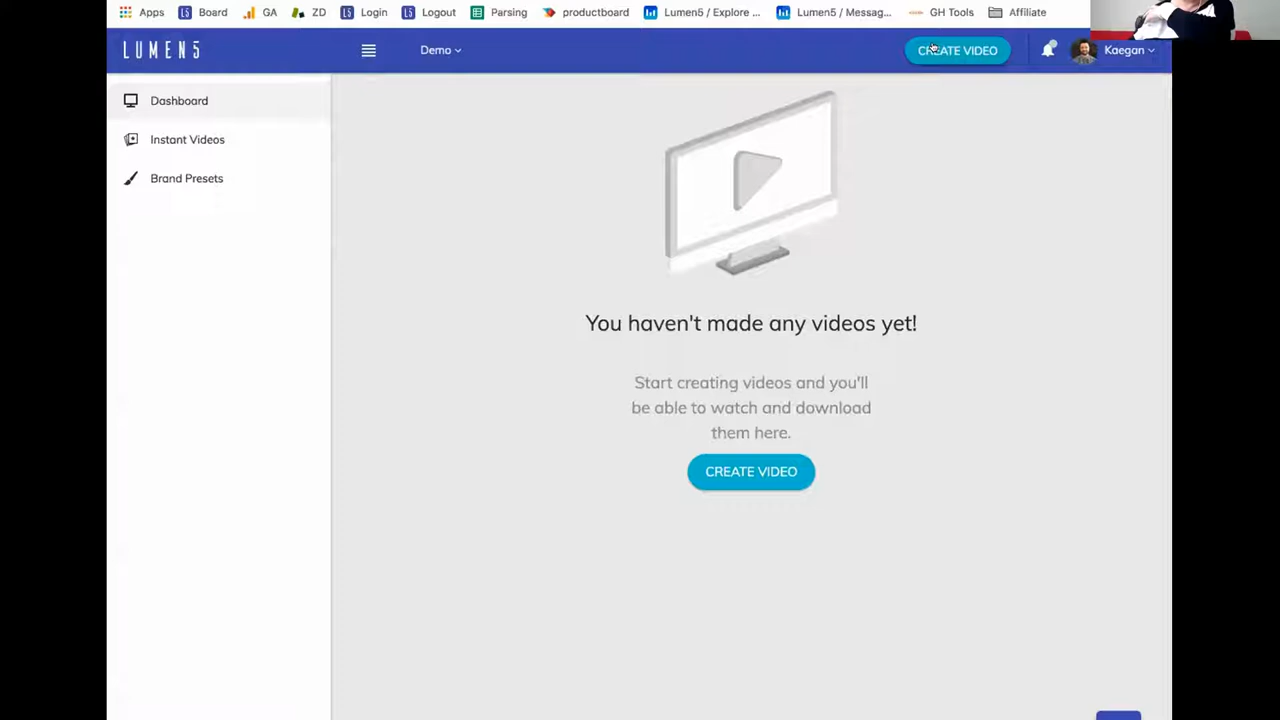 Apps Board GA ZD Login Logout Parsing productboard Lumen5 / Explore ... Lumen5 / Messag... GH Tools Affiliate
LUMEN5 Demo CREATE VIDEO Kaegan
Dashboard
Instant Videos
Brand Presets
You haven't made any videos yet!
Start creating videos and you'll
be able to watch and download
them here.
CREATE VIDEO